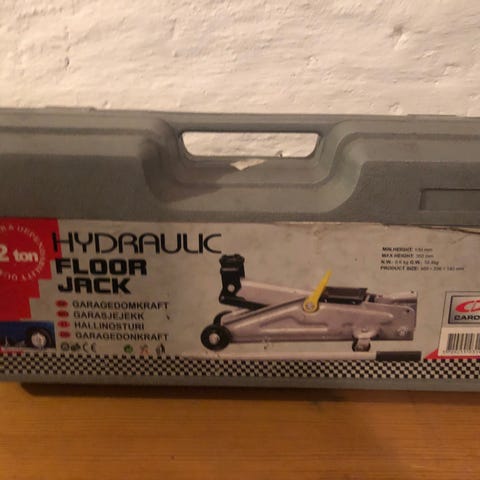 2 ton
HYDRAULIC
FLOOR
JACK
GARAGEDOMKRAFT
GARASJEJEKK
HALLINOSTURI
GARAGEDONKRAFT
MIN.HEIGHT:
MAX.HEIGHT:
N.W.: G.W.:
PRODUCT SIZE: